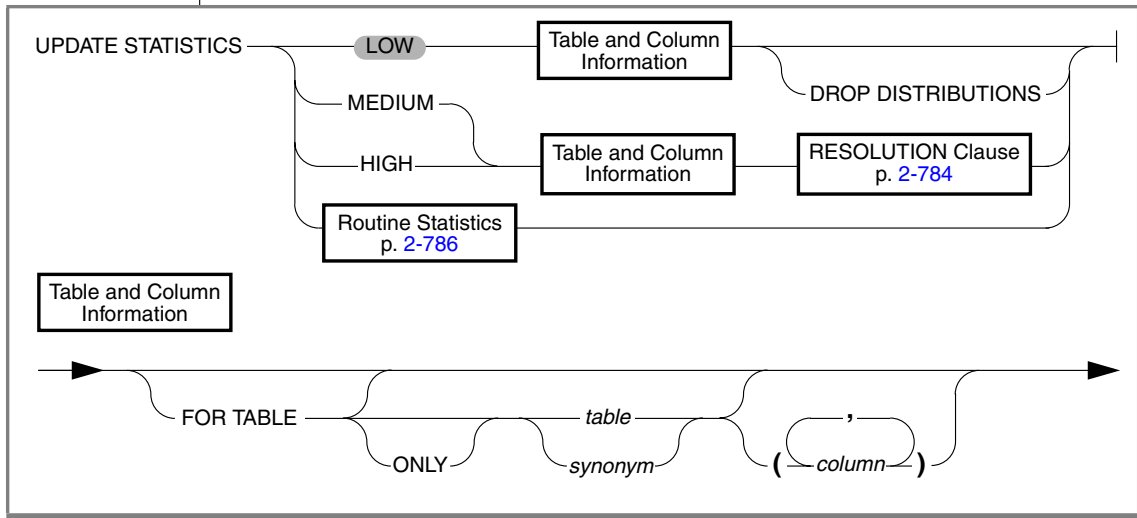 UPDATE STATISTICS
LOW
Table and Column
Information
DROP DISTRIBUTIONS
MEDIUM
HIGH
Table and Column
Information
RESOLUTION Clause
p. 2-784
Routine Statistics
p. 2-786
Table and Column
Information
FOR TABLE
ONLY
table
synonym
,
( column )